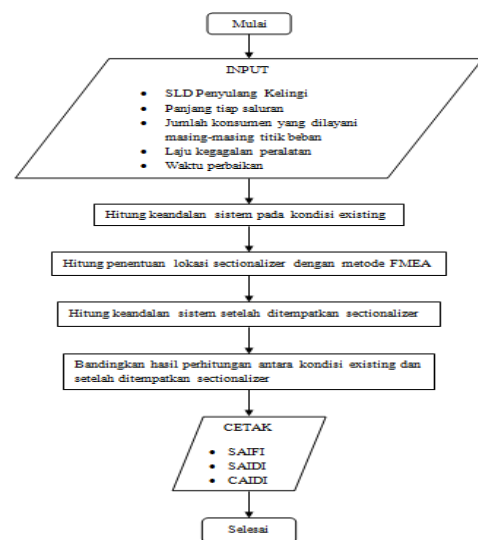 Mulai
INPUT
• SLD Penyulang Kelingi
• Panjang tiap saluran
• Jumlah konsumen yang dilayani
masing-masing titik beban
• Laju kegagalan peralatan
• Waktu perbaikan
Hitung keandalan sistem pada kondisi existing
Hitung penentuan lokasi sectionalizer dengan metode FMEA
Hitung keandalan sistem setelah ditempatkan sectionalizer
Bandingkan hasil perhitungan antara kondisi existing dan
setelah ditempatkan sectionalizer
CETAK
• SAIFI
• SAIDI
• CAIDI
Selesai